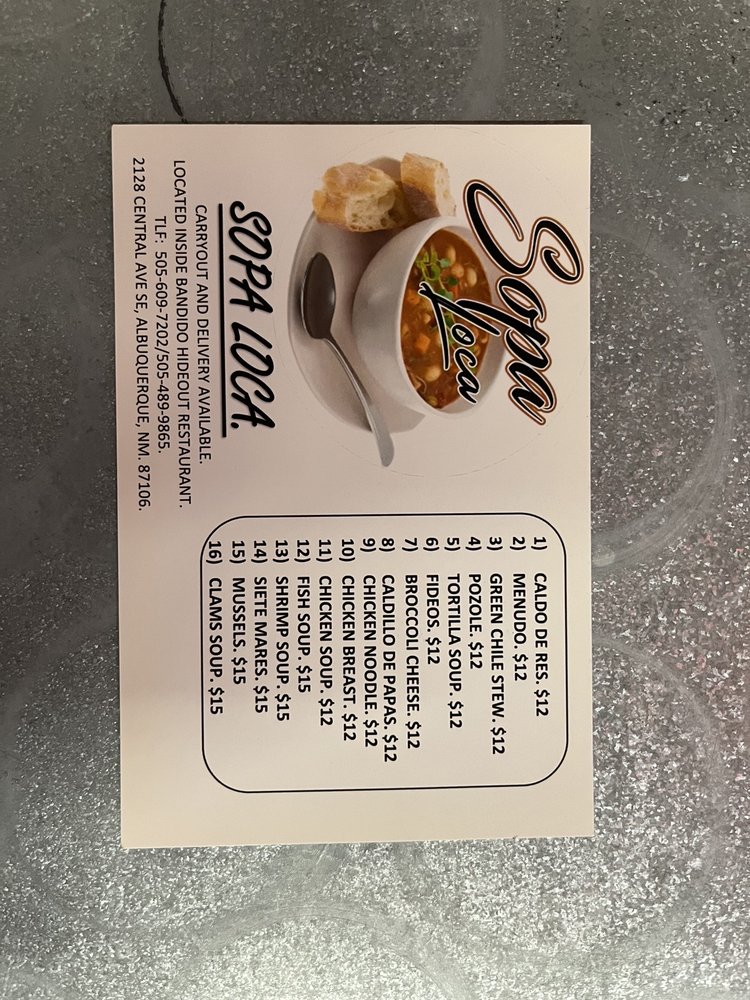 Sopa
Loca
SOPA LOCA.
CARRYOUT AND DELIVERY AVAILABLE.
LOCATED INSIDE BANDIDO HIDEOUT RESTAURANT.
TLF: 505-609-7202/505-489-9865.
2128 CENTRAL AVE SE, ALBUQUERQUE, NM. 87106.
1) CALDO DE RES. $12
2) MENUDO. $12
3) GREEN CHILE STEW. $12
4) POZOLE. $12
5) TORTILLA SOUP. $12
6) FIDEOS. $12
7) BROCCOLI CHEESE. $12
8) CALDILLO DE PAPAS. $12
9) CHICKEN NOODLE. $12
10) CHICKEN BREAST. $12
11) CHICKEN SOUP. $12
12) FISH SOUP. $15
13) SHRIMP SOUP. $15
14) SIETE MARES. $15
15) MUSSELS. $15
16) CLAMS SOUP. $15